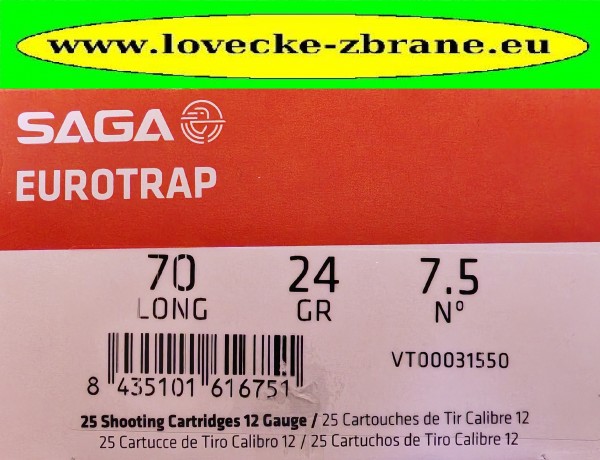 www.lovecke-zbrane.eu
SAGA
EUROTRAP
70 24 7.5
LONG GR Nº
VT00031550
8 435101 616751
25 Shooting Cartridges 12 Gauge / 25 Cartouches de Tir Calibre 12
25 Cartucce de Tiro Calibro 12 / 25 Cartuchos de Tiro Calibre 12